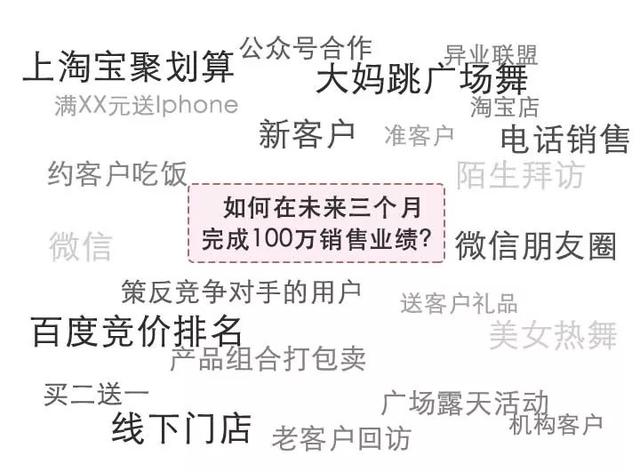 公众号合作
异业联盟
上淘宝聚划算
大妈跳广场舞
满XX元送Iphone
淘宝店
新客户
准客户
电话销售
约客户吃饭
陌生拜访
如何在未来三个月
完成100万销售业绩?
微信
微信朋友圈
策反竞争对手的用户
送客户礼品
百度竞价排名
美女热舞
产品组合打包卖
买二送一
广场露天活动
线下门店
老客户回访
机构客户